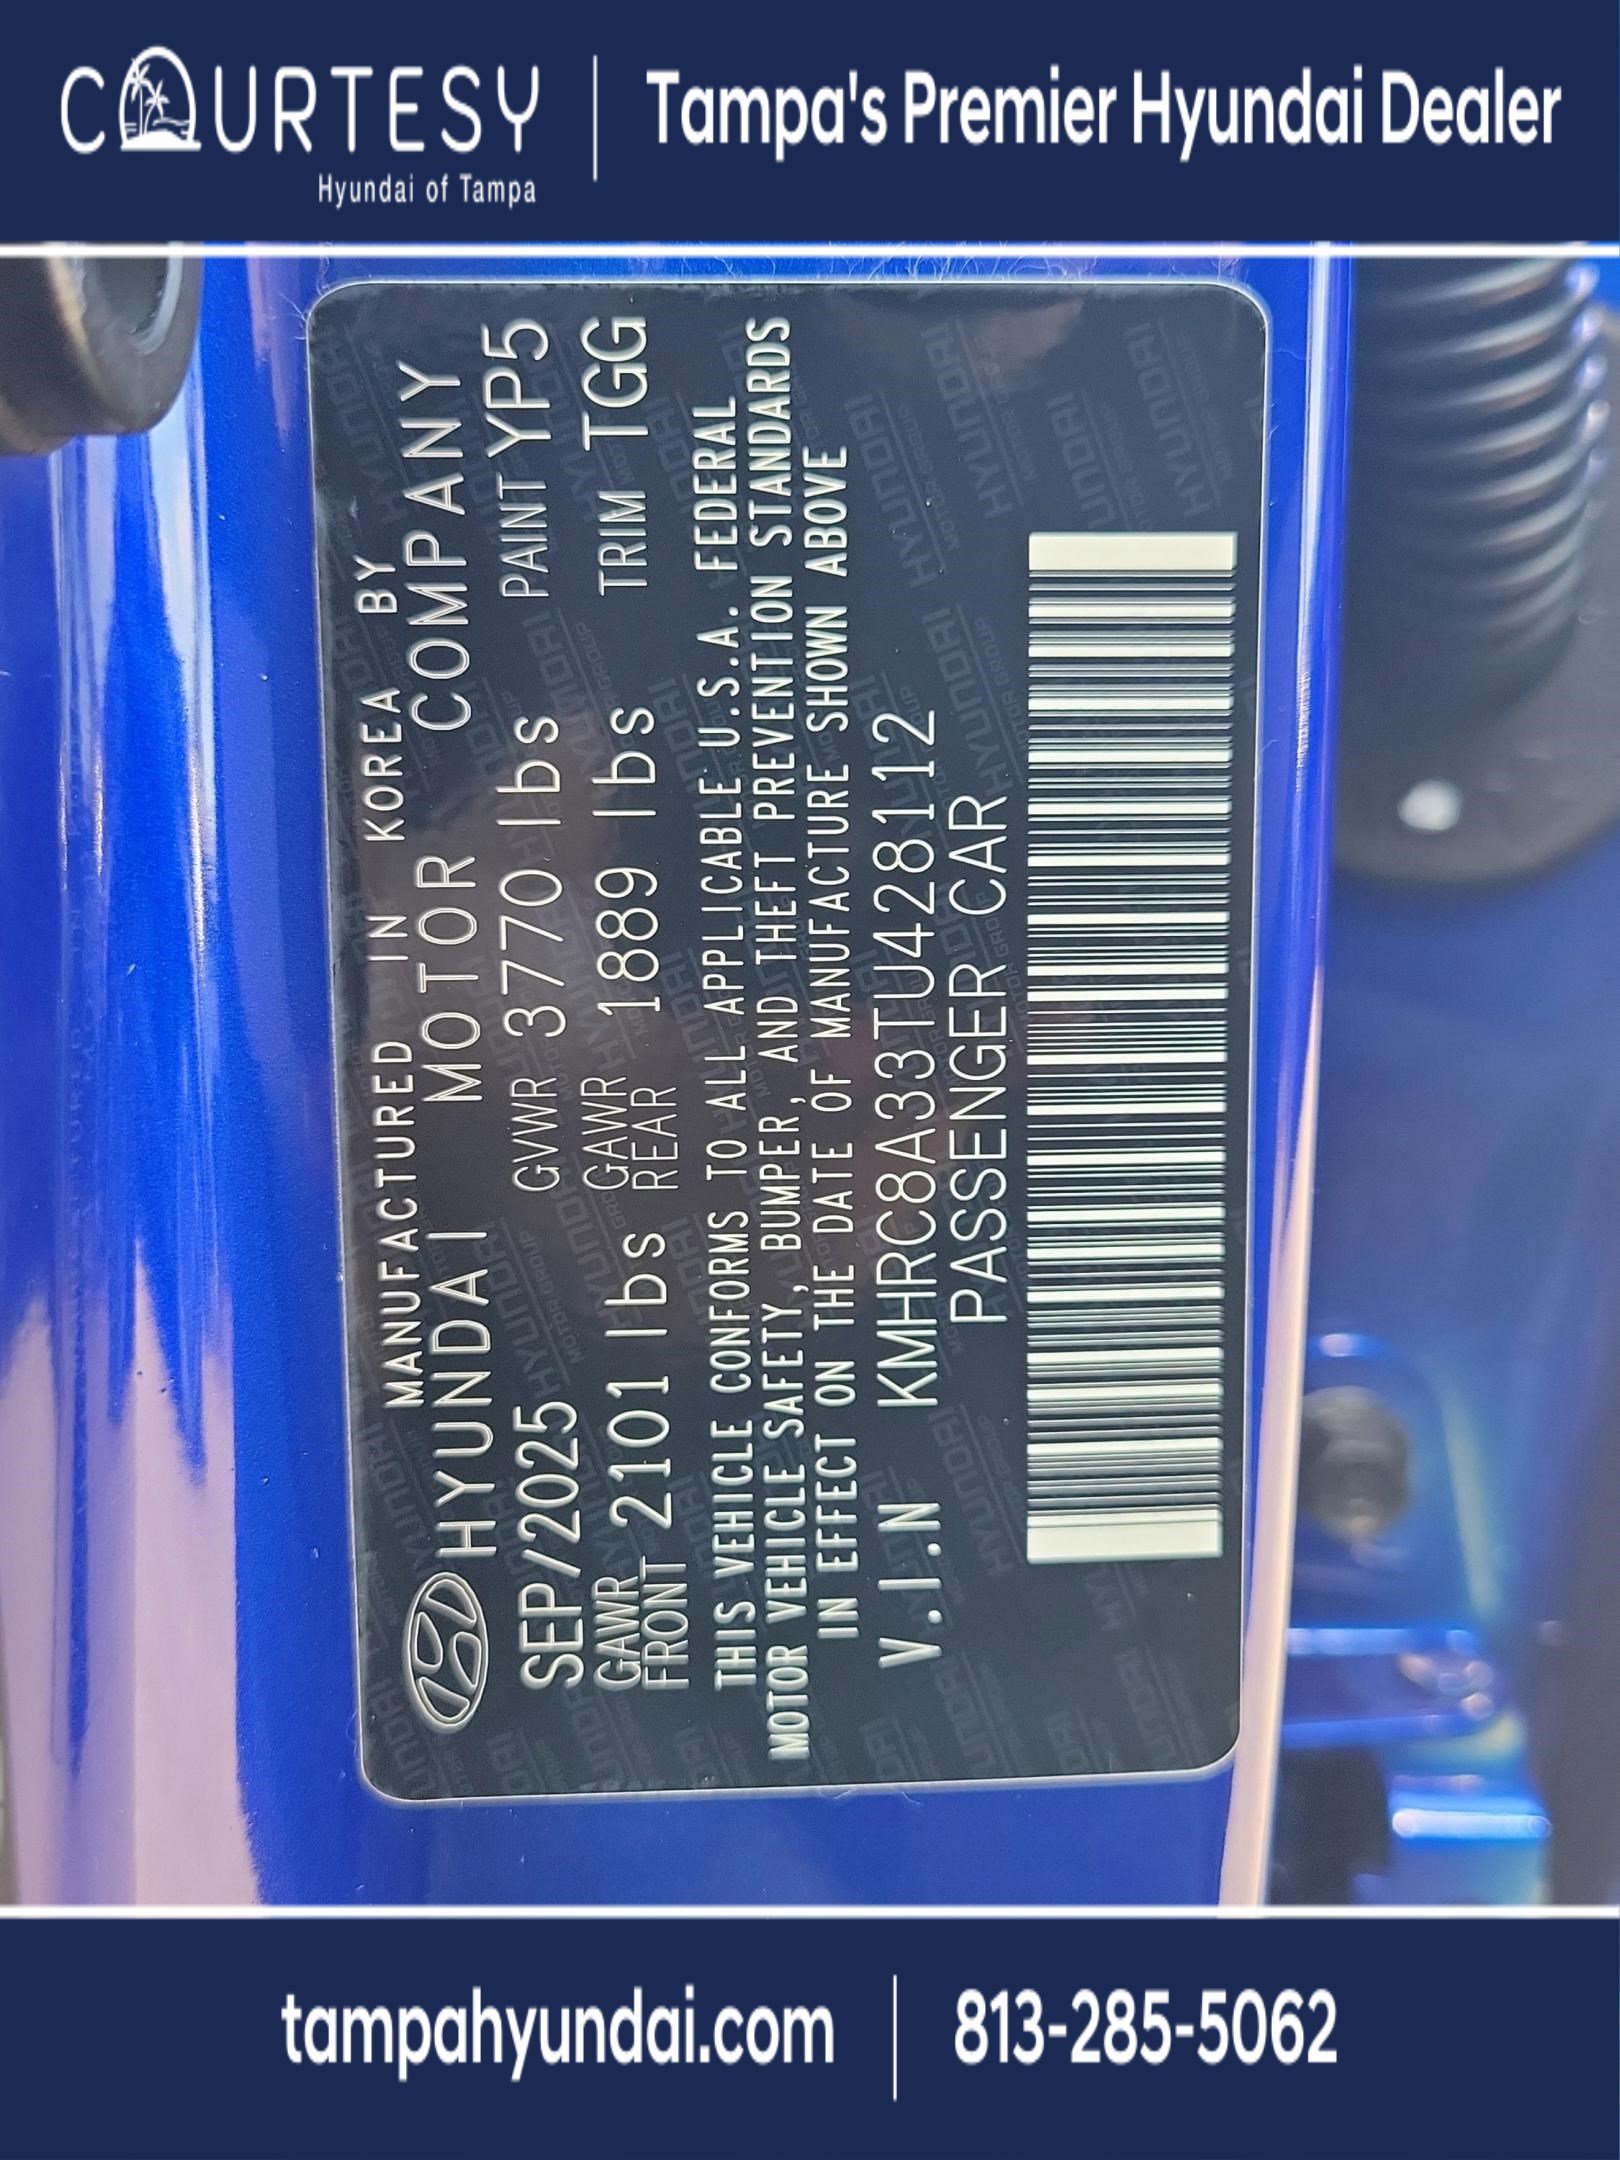 COURTESY
Hyundai of Tampa
Tampa's Premier Hyundai Dealer
MANUFACTURED IN KOREA BY
HYUNDAI MOTOR COMPANY
SEP/2025 GVWR 3770 lbs PAINT YP5
GAWR FRONT 2101 lbs GAWR REAR 1889 lbs TRIM TGG
THIS VEHICLE CONFORMS TO ALL APPLICABLE U.S.A. FEDERAL
MOTOR VEHICLE SAFETY, BUMPER, AND THEFT PREVENTION STANDARDS
IN EFFECT ON THE DATE OF MANUFACTURE SHOWN ABOVE
V.I.N KMHRC8A33TU428112
PASSENGER CAR
tampahyundai.com
813-285-5062